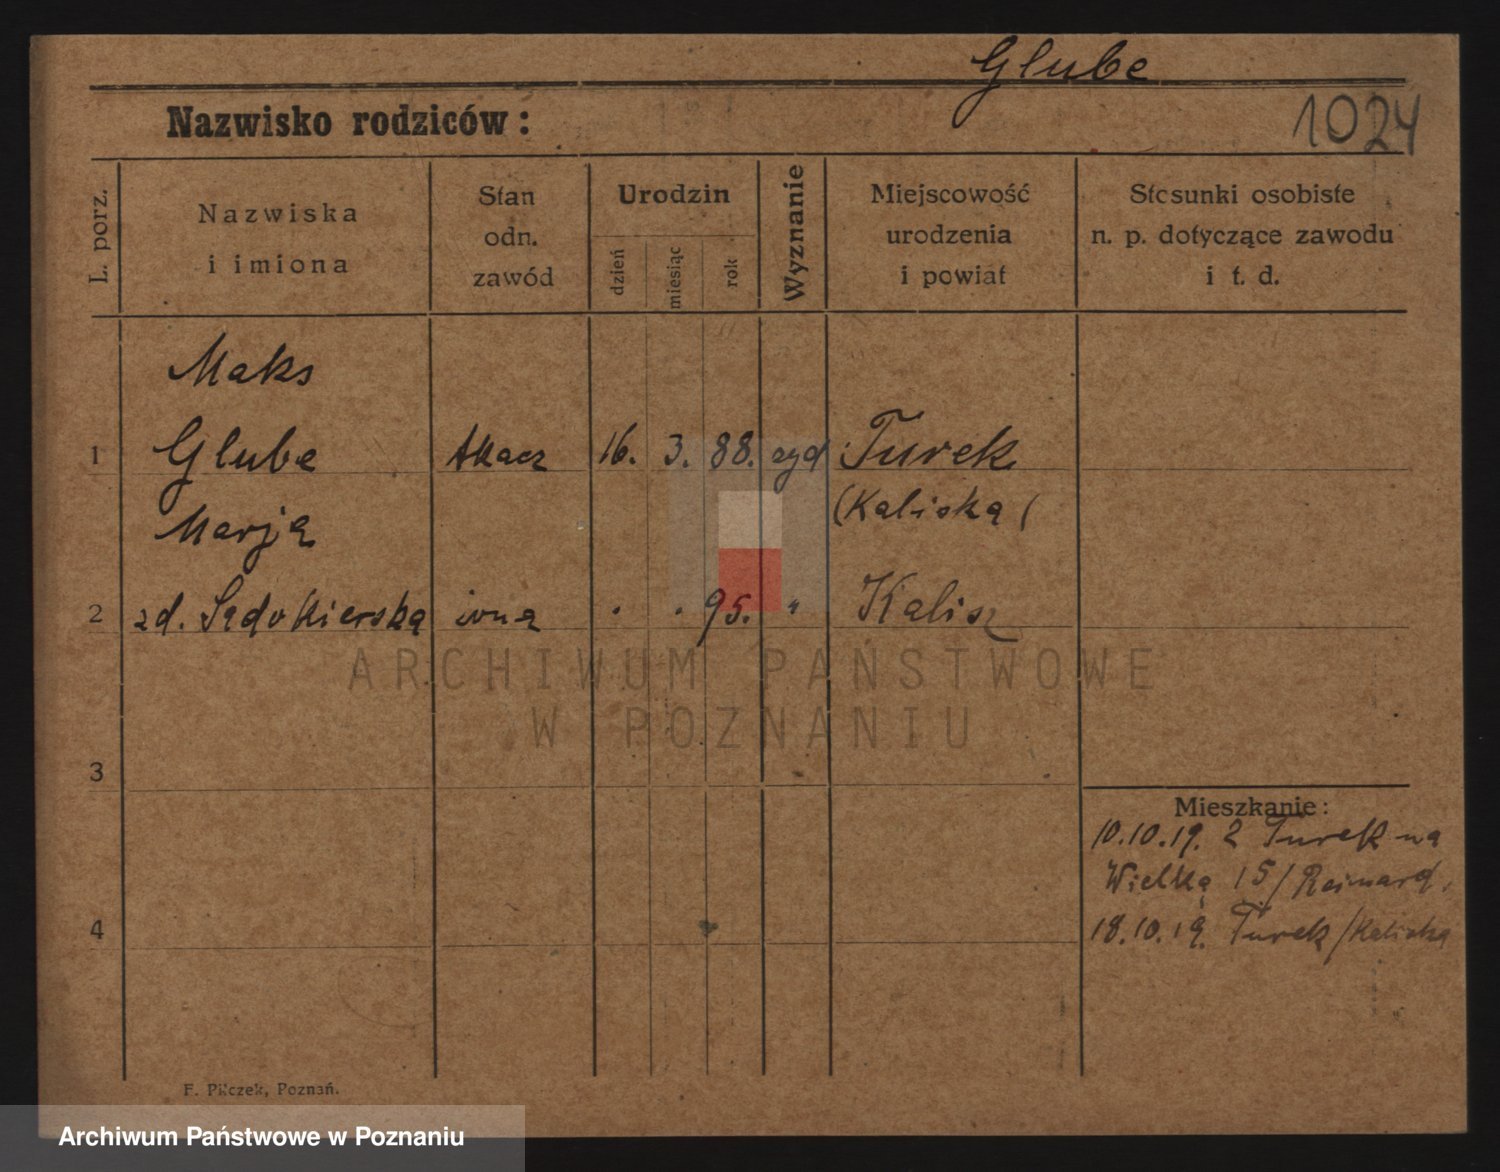 Glube
Nazwisko rodziców:
1024
L. porz.
Nazwiska
i imiona
Stan
odn.
zawód
Urodzin
dzień
miesiąc
rok
Wyznanie
Miejscowość
urodzenia
i powiat
Stosunki osobiste
n. p. dotyczące zawodu
i t. d.
Maks
1 Glube tkacz 16. 3. 88. żyd Turek
Marja (Kaliska)
2 zd. Sądokierska żona . . 95. " Kalisz
3
4
Mieszkanie:
10.10.19. z Turek na
Wielką 15/Reimard.
18.10.19. Turek/Kaliska
F. Pilczek, Poznań.
ARCHIWUM PAŃSTWOWE
W POZNANIU
Archiwum Państwowe w Poznaniu